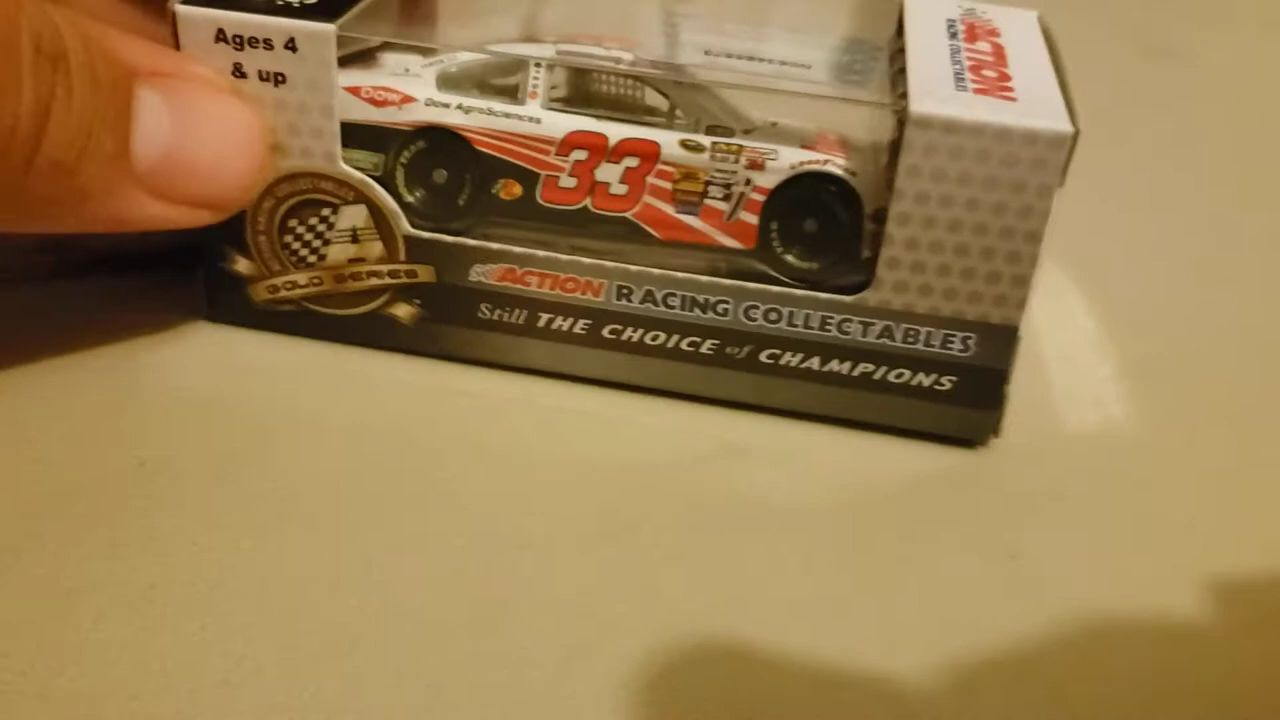 Ages 4
& up
ACTION
RACING COLLECTABLES
Dow
Dow AgroSciences
33
GOLD SERIES
ACTION RACING COLLECTABLES
Still THE CHOICE of CHAMPIONS